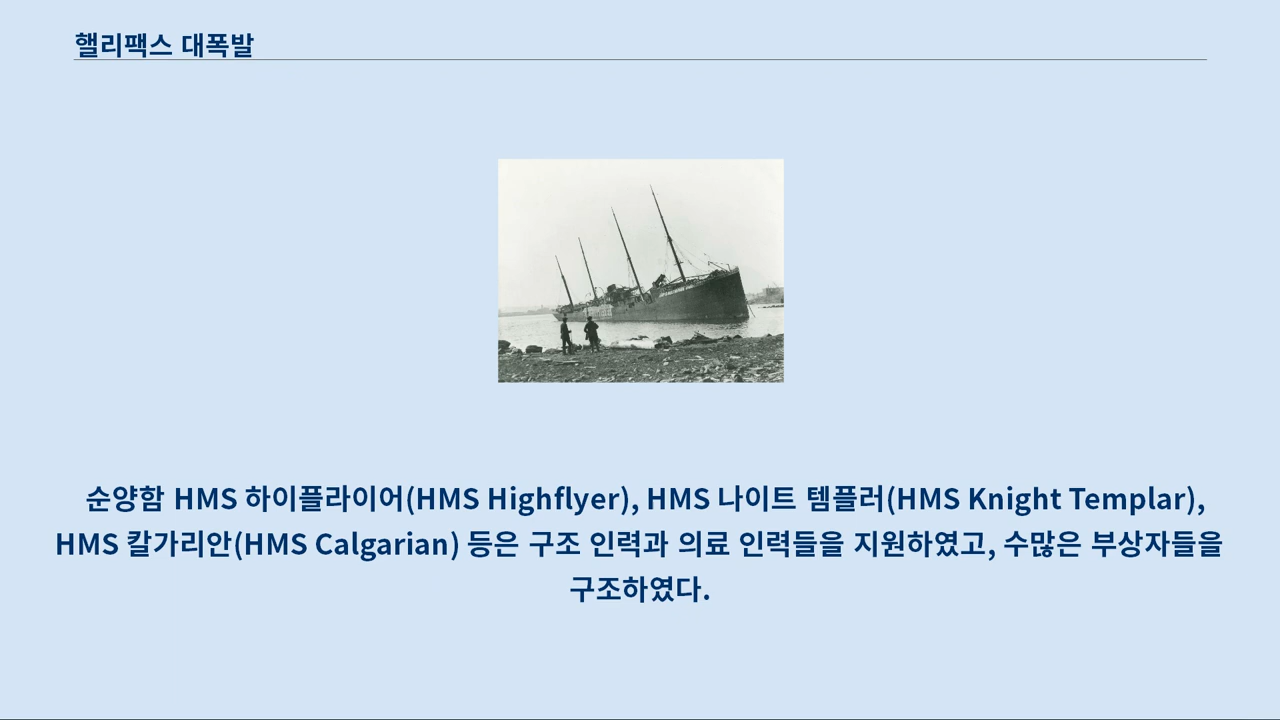 핼리팩스 대폭발
순양함 HMS 하이플라이어(HMS Highflyer), HMS 나이트 템플러(HMS Knight Templar),
HMS 칼가리안(HMS Calgarian) 등은 구조 인력과 의료 인력들을 지원하였고, 수많은 부상자들을
구조하였다.